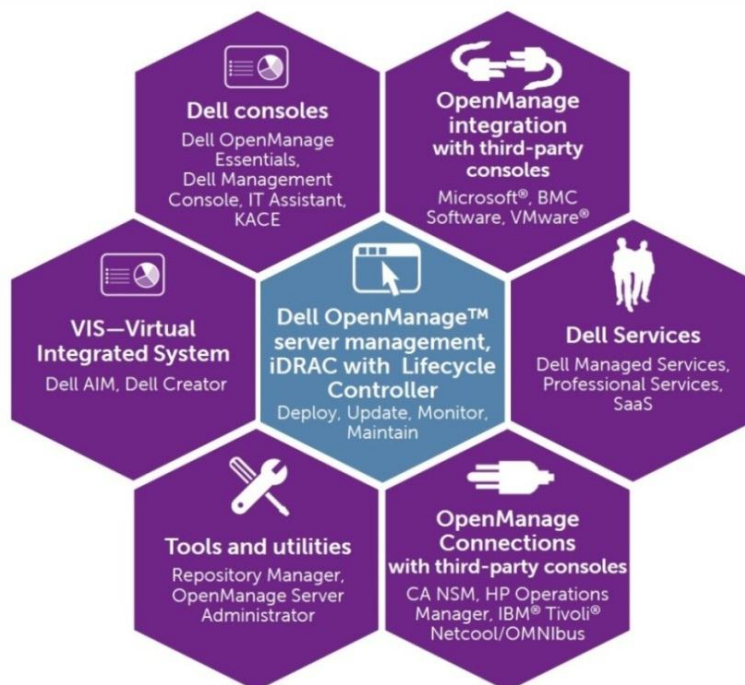 Dell consoles
Dell OpenManage
Essentials,
Dell Management
Console, IT Assistant,
KACE
OpenManage
integration
with third-party
consoles
Microsoft®, BMC
Software, VMware®
VIS—Virtual
Integrated System
Dell AIM, Dell Creator
Dell OpenManage™
server management,
iDRAC with Lifecycle
Controller
Deploy, Update, Monitor,
Maintain
Dell Services
Dell Managed Services,
Professional Services,
SaaS
Tools and utilities
Repository Manager,
OpenManage Server
Administrator
OpenManage
Connections
with third-party consoles
CA NSM, HP Operations
Manager, IBM® Tivoli®
Netcool/OMNIbus